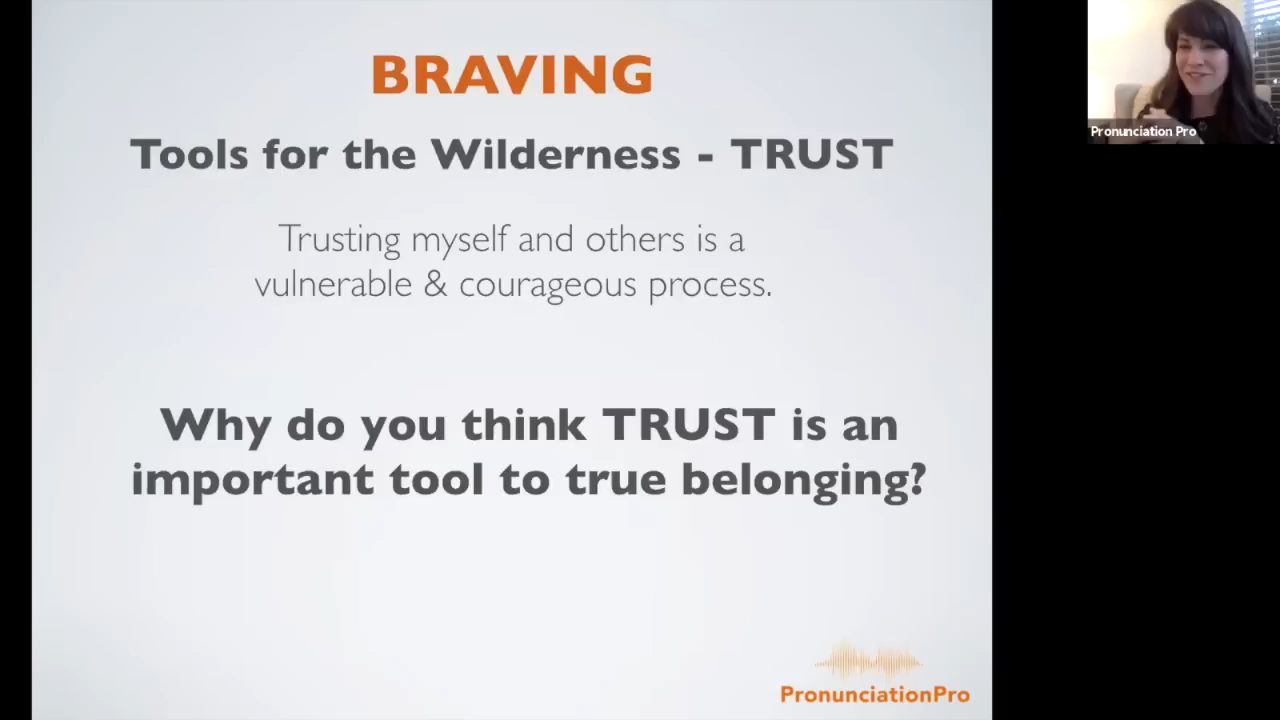 BRAVING
Tools for the Wilderness - TRUST
Trusting myself and others is a
vulnerable & courageous process.
Why do you think TRUST is an
important tool to true belonging?
PronunciationPro
Pronunciation Pro